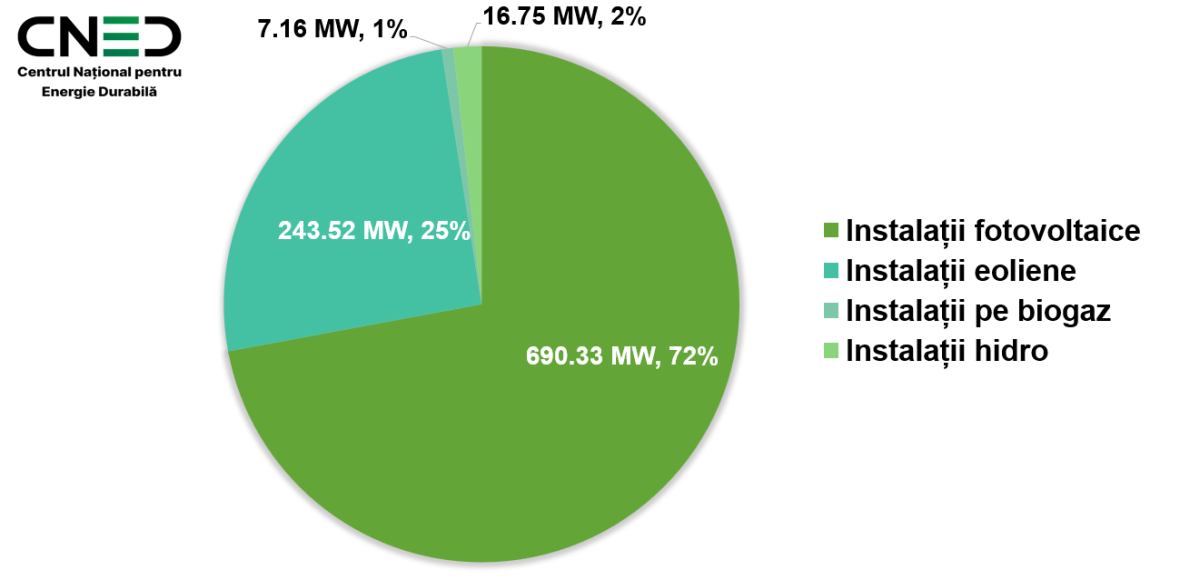 CNED
Centrul Național pentru
Energie Durabilă
7.16 MW, 1%
16.75 MW, 2%
243.52 MW, 25%
690.33 MW, 72%
Instalații fotovoltaice
Instalații eoliene
Instalații pe biogaz
Instalații hidro